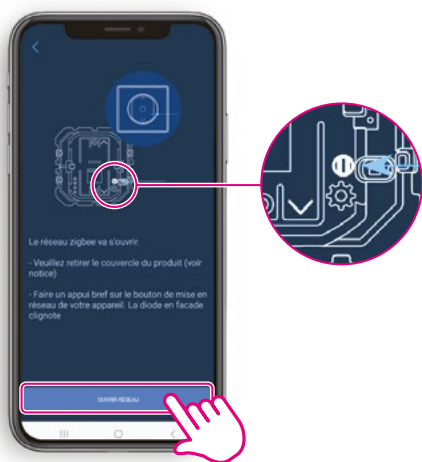 Le réseau zigbee va s'ouvrir.
- Veuillez retirer le couvercle du produit (voir
notice)
- Faire un appui bref sur le bouton de mise en
réseau de votre appareil. La diode en facade
clignote
OUVRIR RÉSEAU